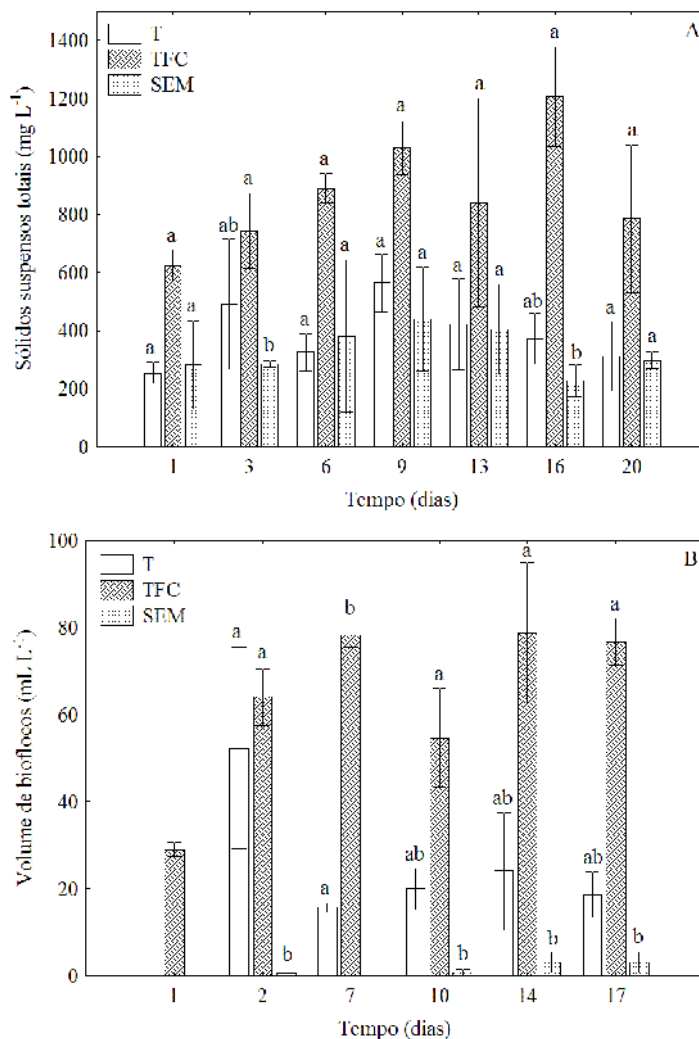 A
T
TFC
SEM
Sólidos suspensos totais (mg L⁻¹)
1400
1200
1000
800
600
400
200
0
a a a
ab a b
a a a
a a a
a a a
ab a b
a a a
1 3 6 9 13 16 20
Tempo (dias)
B
T
TFC
SEM
Volume de bioflocos (mL L⁻¹)
100
80
60
40
20
0
a a b
a b
ab a b
ab a b
ab a b
1 2 7 10 14 17
Tempo (dias)